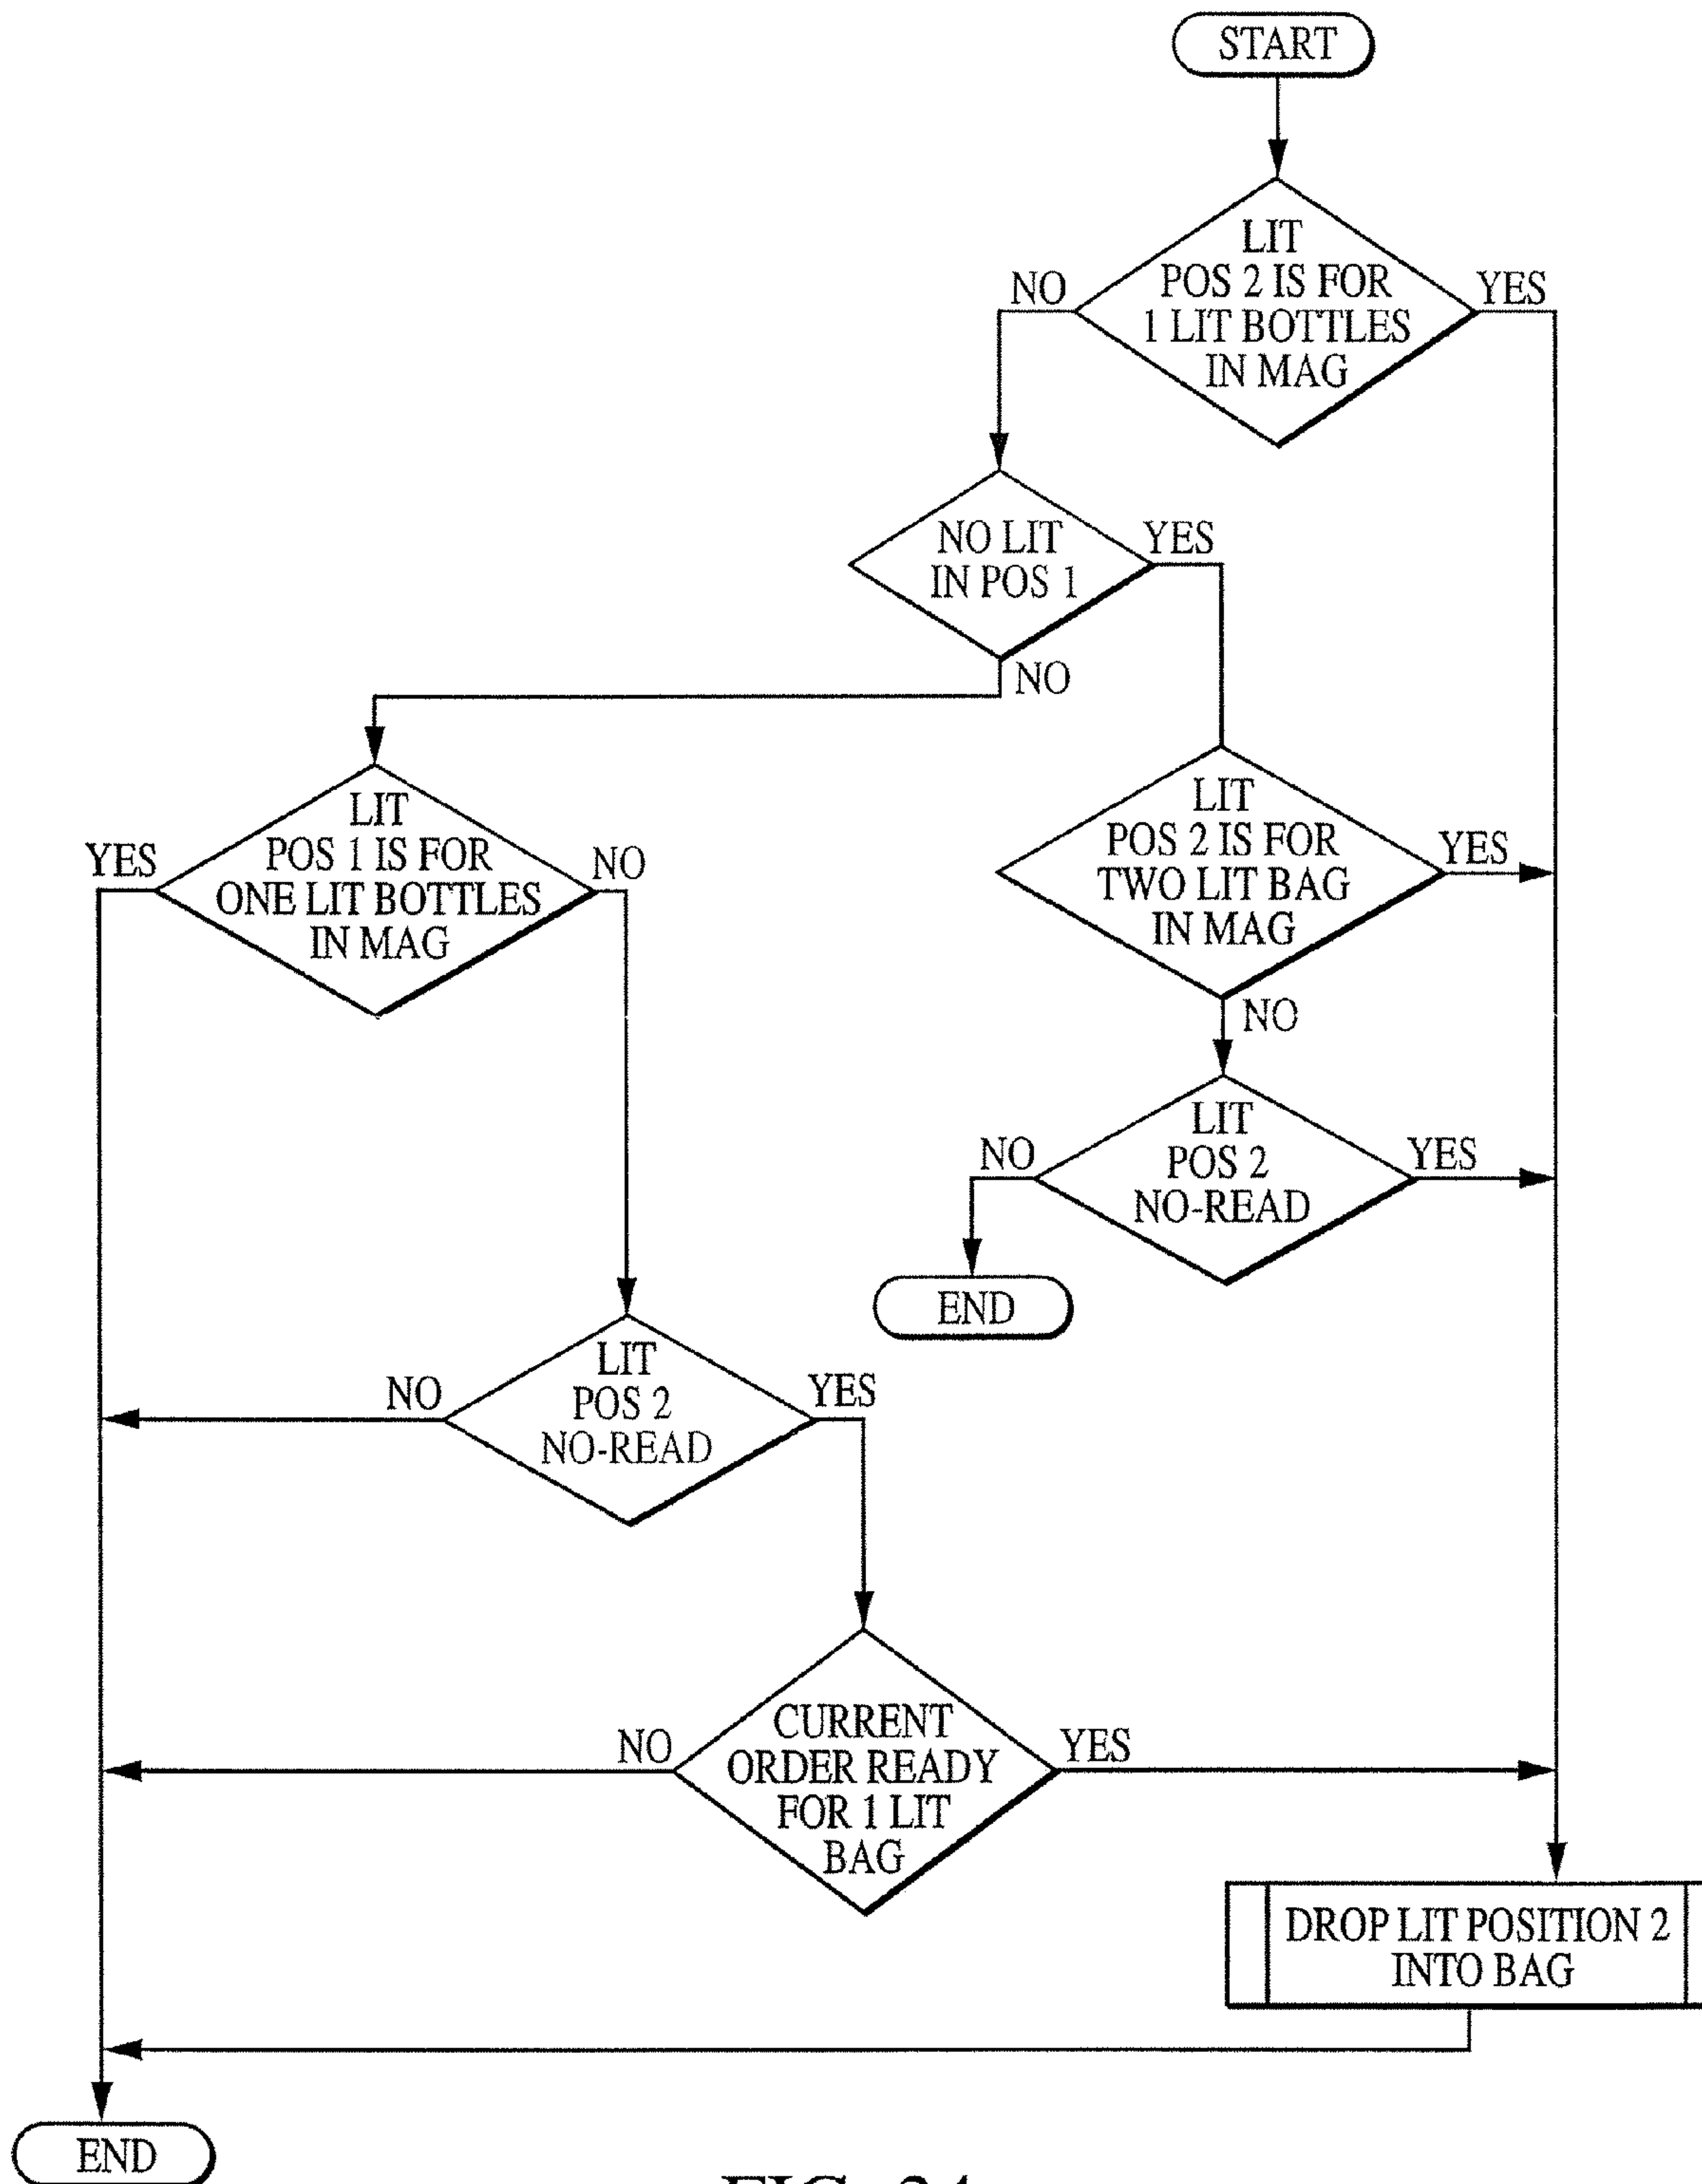 START
LIT
POS 2 IS FOR
1 LIT BOTTLES
IN MAG
NO
YES
NO LIT
IN POS 1
YES
NO
LIT
POS 1 IS FOR
ONE LIT BOTTLES
IN MAG
YES
NO
LIT
POS 2 IS FOR
TWO LIT BAG
IN MAG
YES
NO
LIT
POS 2
NO-READ
NO
YES
END
LIT
POS 2
NO-READ
NO
YES
CURRENT
ORDER READY
FOR 1 LIT
BAG
NO
YES
DROP LIT POSITION 2
INTO BAG
END